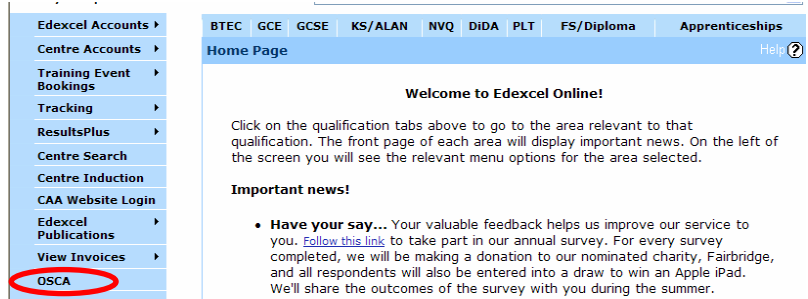 Edexcel Accounts
Centre Accounts
Training Event
Bookings
Tracking
ResultsPlus
Centre Search
Centre Induction
CAA Website Login
Edexcel
Publications
View Invoices
OSCA
BTEC GCE GCSE KS/ALAN NVQ DiDA PLT FS/Diploma Apprenticeships
Home Page Help ?
Welcome to Edexcel Online!
Click on the qualification tabs above to go to the area relevant to that
qualification. The front page of each area will display important news. On the left of
the screen you will see the relevant menu options for the area selected.
Important news!
• Have your say... Your valuable feedback helps us improve our service to
you. Follow this link to take part in our annual survey. For every survey
completed, we will be making a donation to our nominated charity, Fairbridge,
and all respondents will also be entered into a draw to win an Apple iPad.
We'll share the outcomes of the survey with you during the summer.